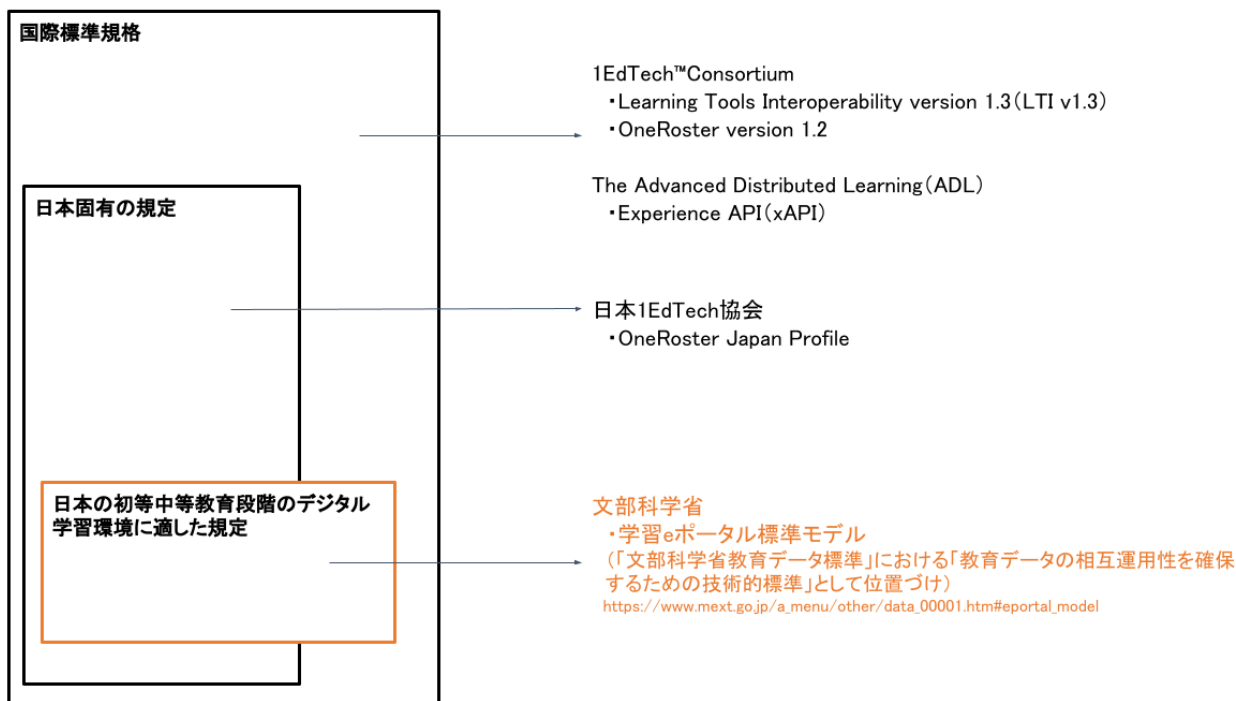 国際標準規格
1EdTech™Consortium
・Learning Tools Interoperability version 1.3(LTI v1.3)
・OneRoster version 1.2
The Advanced Distributed Learning(ADL)
・Experience API(xAPI)
日本固有の規定
日本1EdTech協会
・OneRoster Japan Profile
日本の初等中等教育段階のデジタル
学習環境に適した規定
文部科学省
・学習eポータル標準モデル
(「文部科学省教育データ標準」における「教育データの相互運用性を確保
するための技術的標準」として位置づけ)
https://www.mext.go.jp/a_menu/other/data_00001.htm#eportal_model